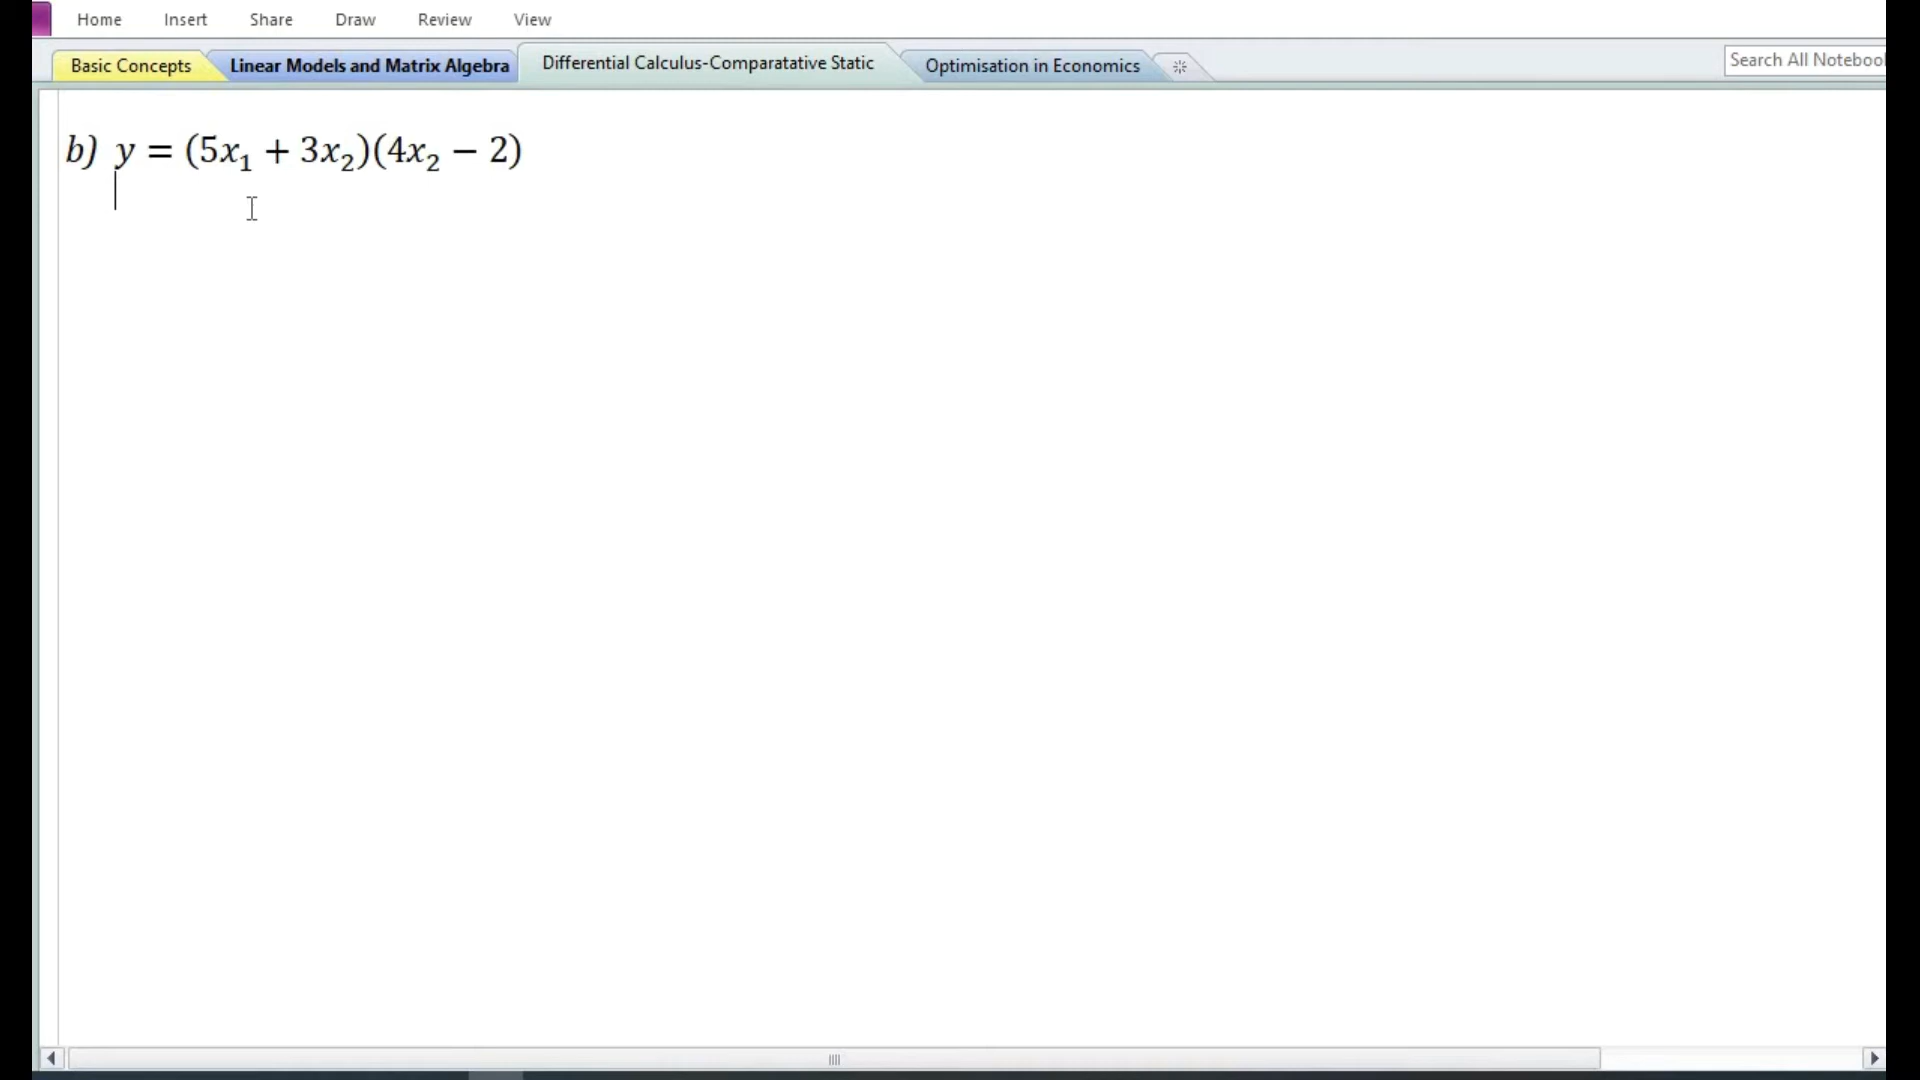 Home Insert Share Draw Review View
Basic Concepts Linear Models and Matrix Algebra Differential Calculus-Comparatative Static Optimisation in Economics Search All Noteboo
b) y = (5x₁ + 3x₂)(4x₂ − 2)